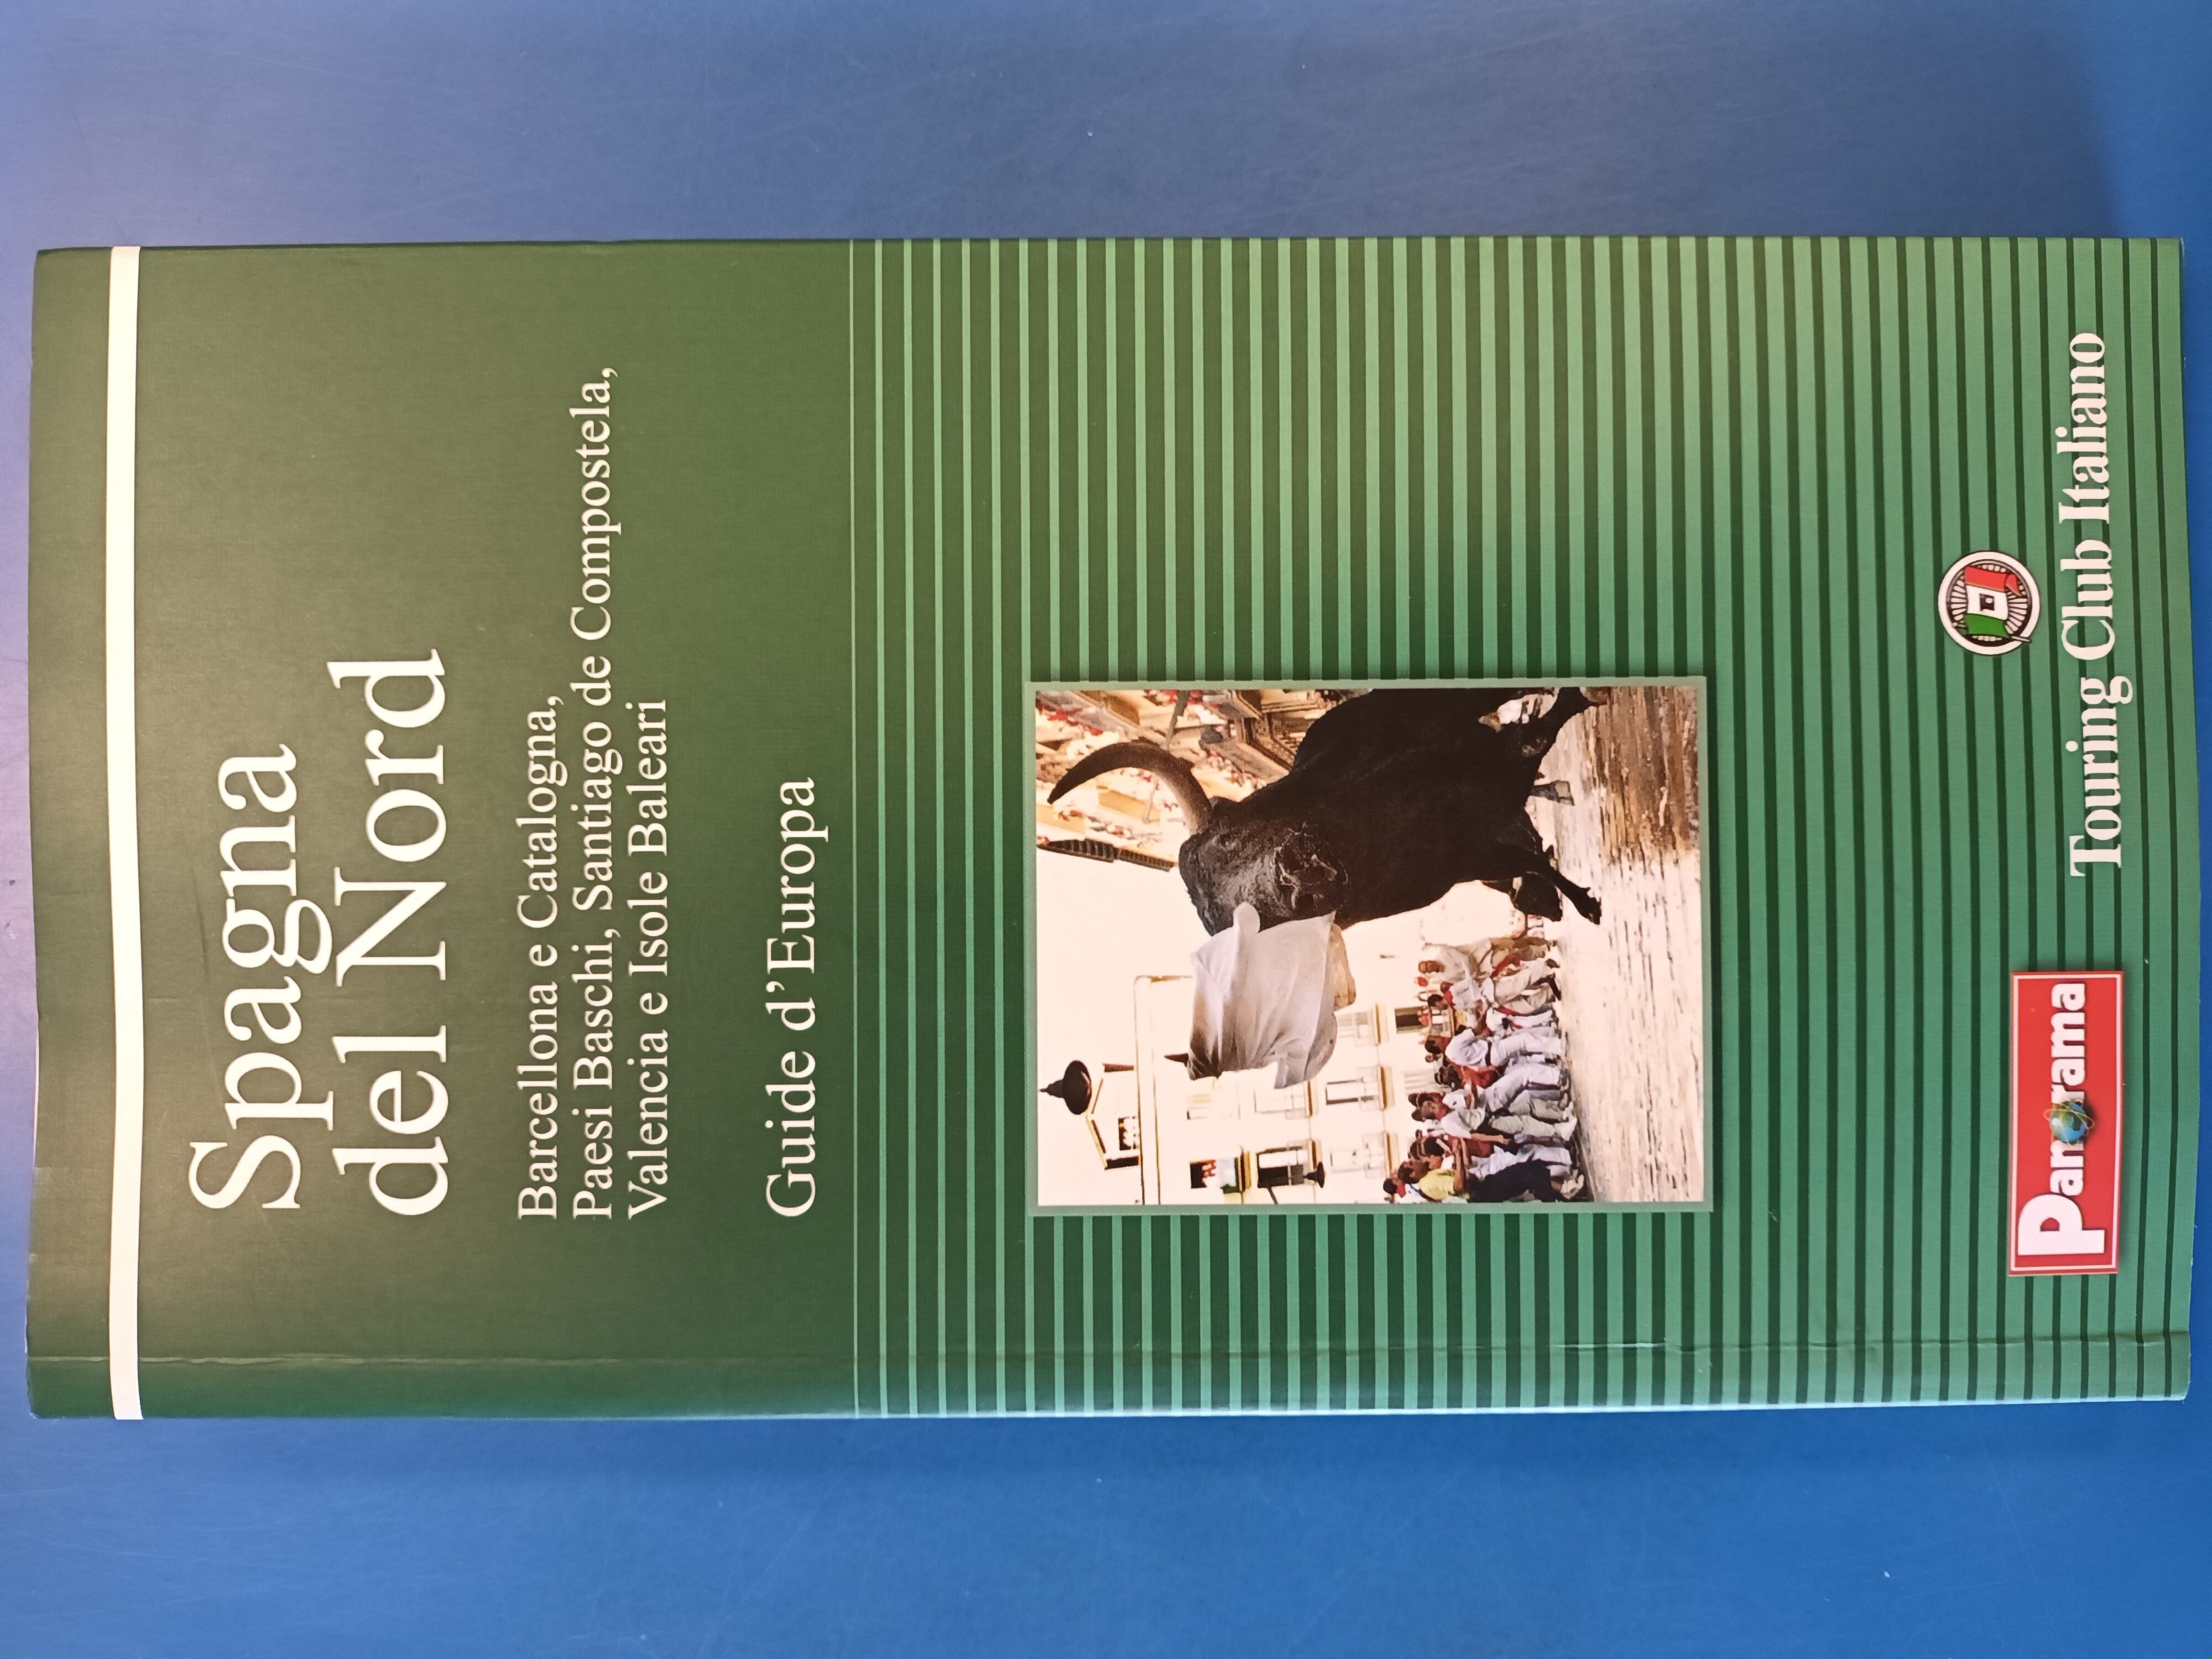 Spagna
del Nord
Barcellona e Catalogna,
Paesi Baschi, Santiago de Compostela,
Valencia e Isole Baleari
Guide d'Europa
Panorama
Touring Club Italiano